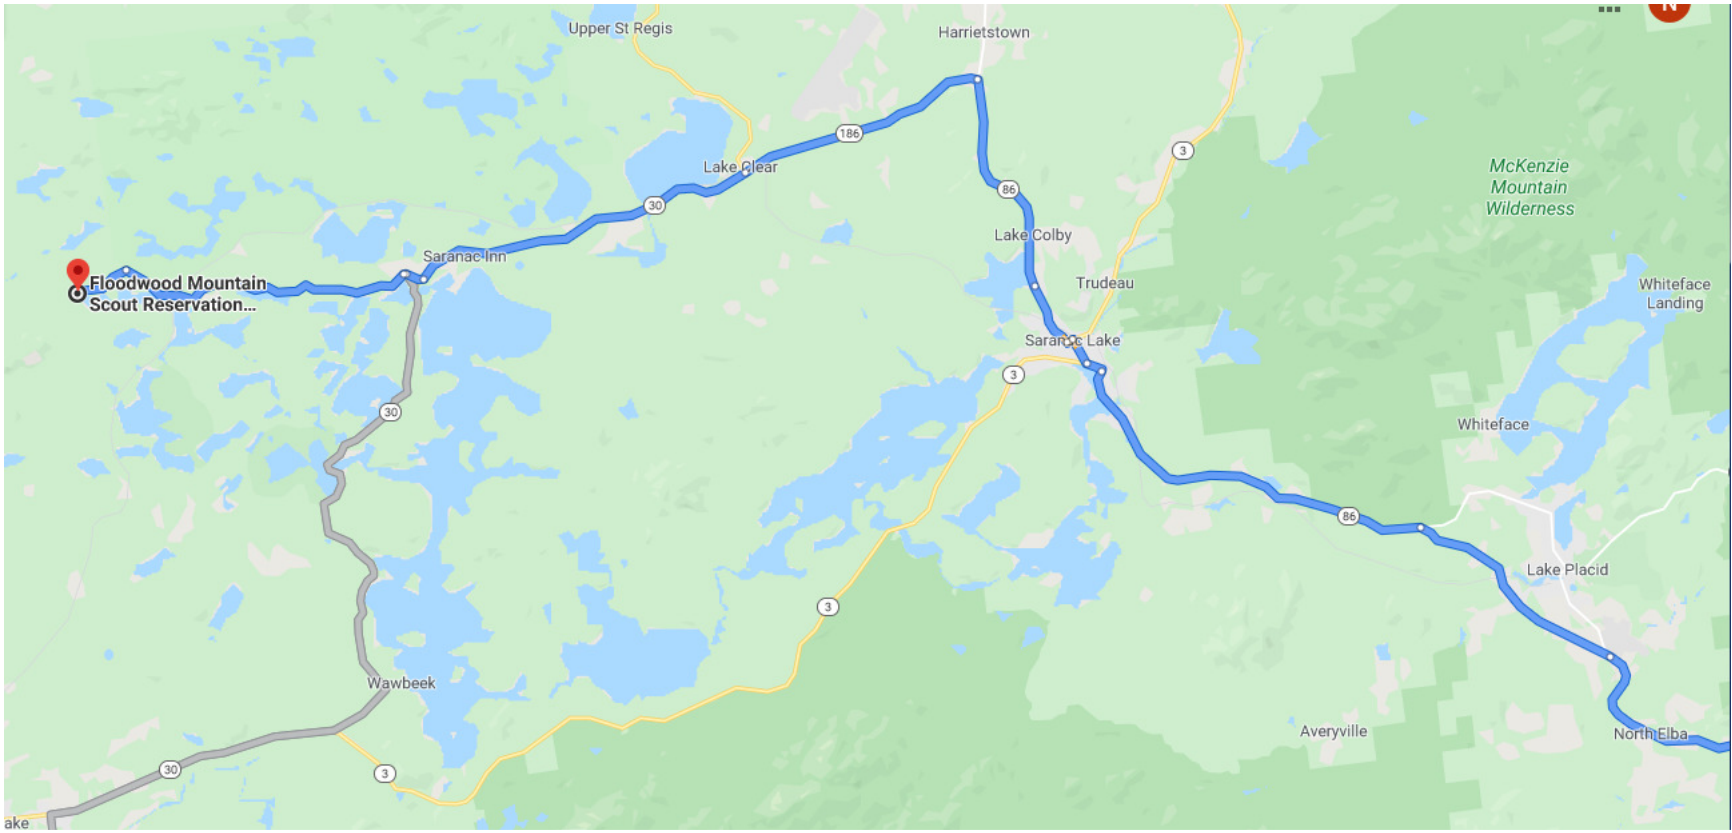 N
Upper St Regis
Harrietstown
186
3
Lake Clear
McKenzie
Mountain
Wilderness
86
30
Lake Colby
Saranac Inn
Floodwood Mountain
Scout Reservation...
Trudeau
Whiteface
Landing
Saranac Lake
3
30
Whiteface
86
Lake Placid
3
Wawbeek
Averyville
North Elba
30
3
ake